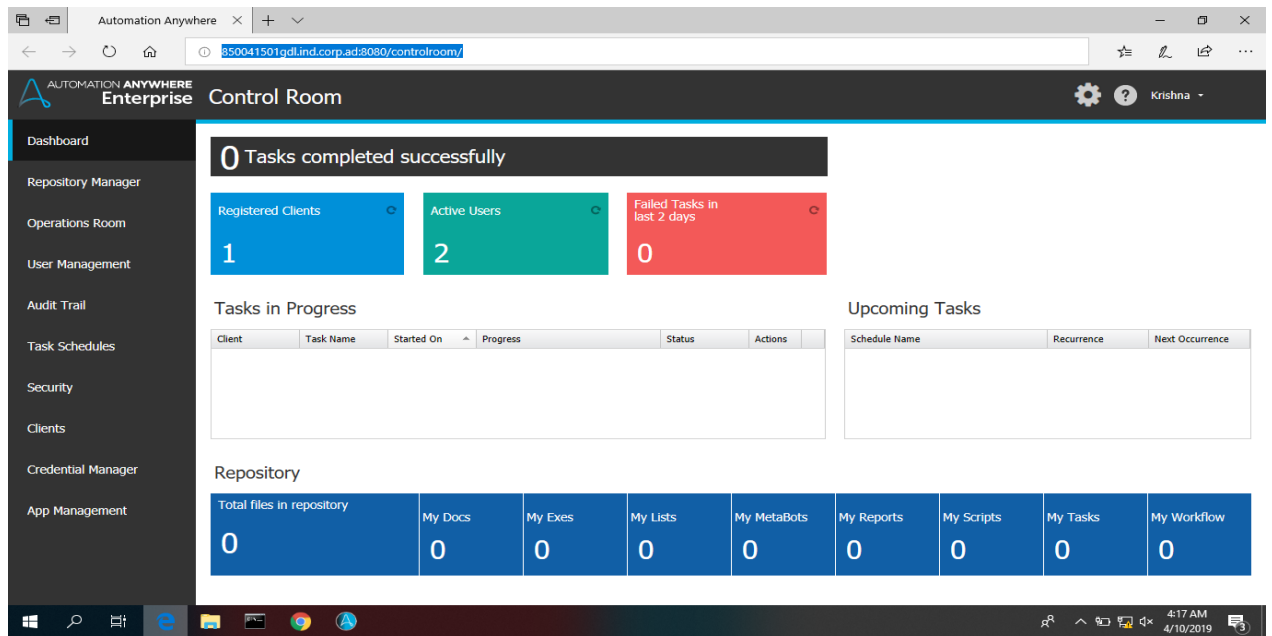 Automation Anywhere
850041501gdl.ind.corp.ad:8080/controlroom/
AUTOMATION ANYWHERE
Enterprise
Control Room
Krishna
Dashboard
Repository Manager
Operations Room
User Management
Audit Trail
Task Schedules
Security
Clients
Credential Manager
App Management
0 Tasks completed successfully
Registered Clients
1
Active Users
2
Failed Tasks in
last 2 days
0
Tasks in Progress
Client Task Name Started On Progress Status Actions
Upcoming Tasks
Schedule Name Recurrence Next Occurrence
Repository
Total files in repository
0
My Docs
0
My Exes
0
My Lists
0
My MetaBots
0
My Reports
0
My Scripts
0
My Tasks
0
My Workflow
0
4:17 AM
4/10/2019
3